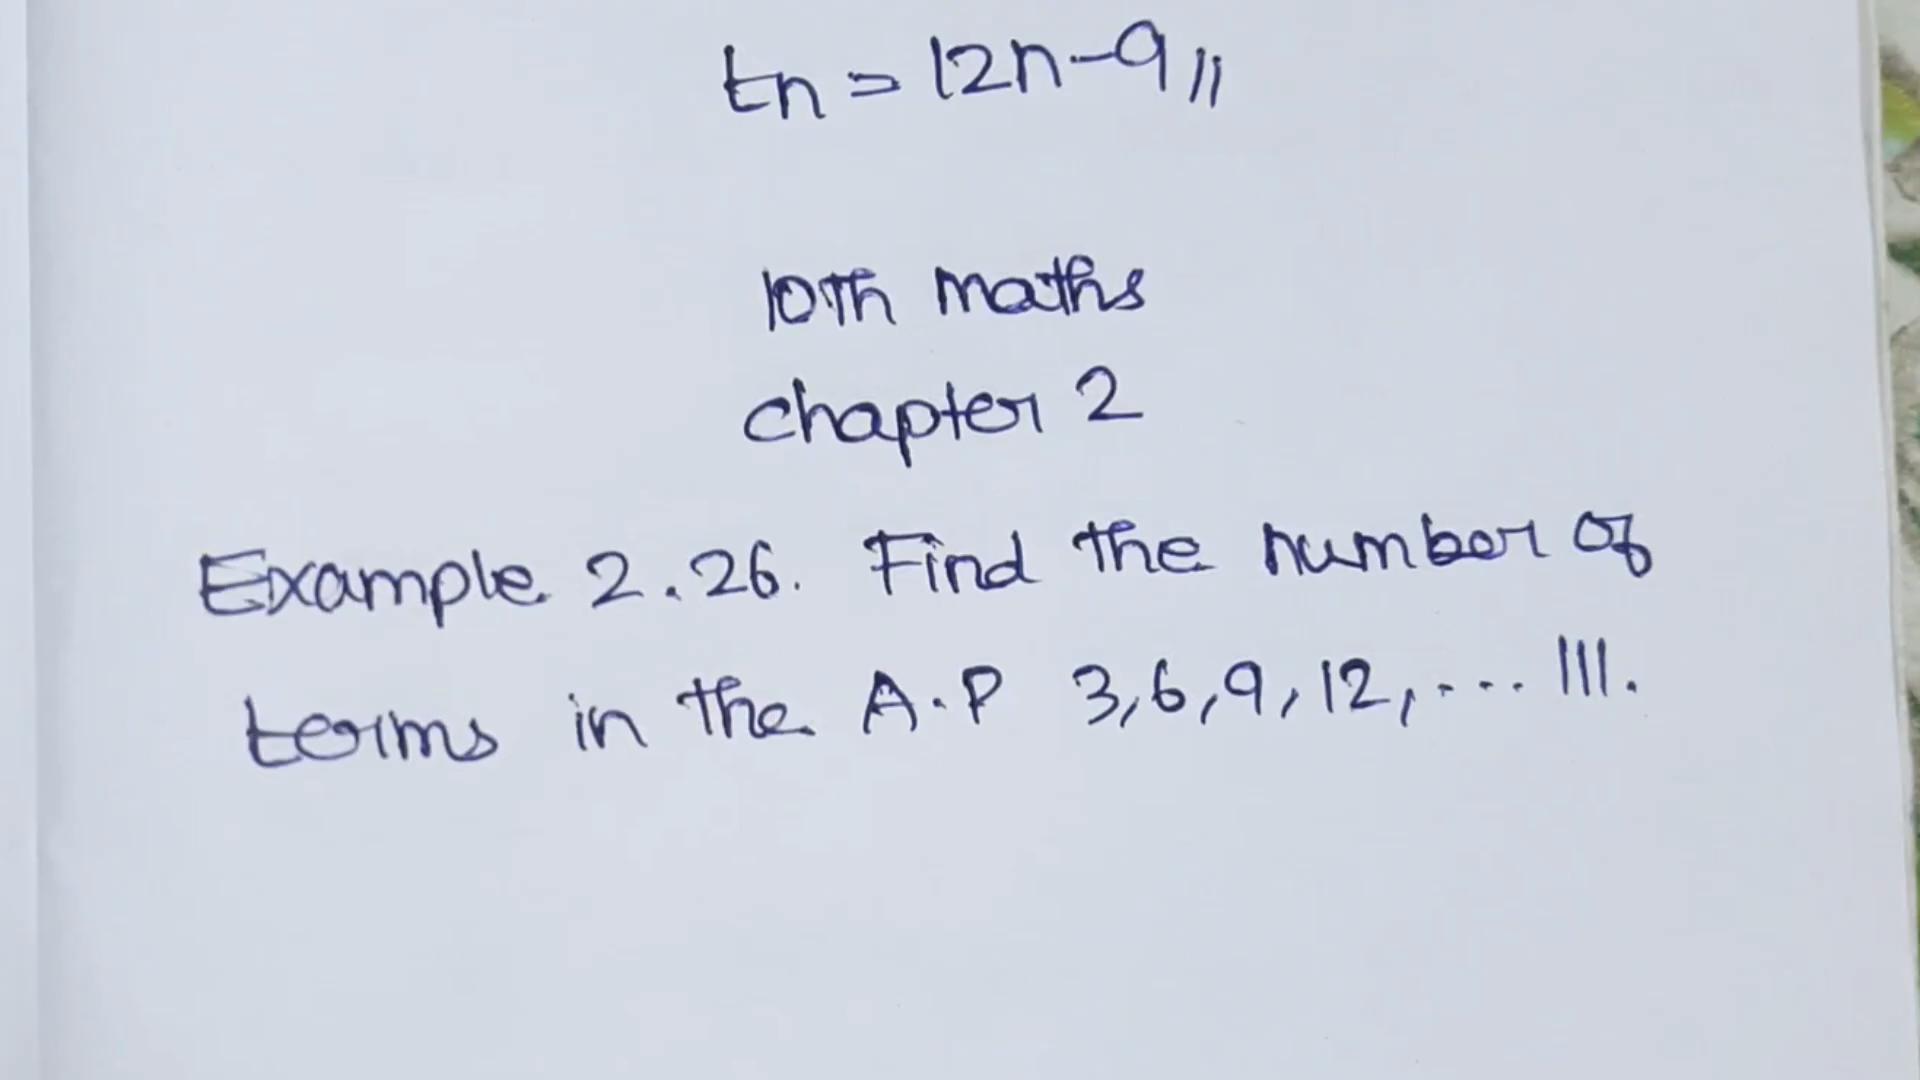 tn = 12n-9 //
10th maths
chapter 2
Example 2.26. Find the number of
terms in the A.P 3,6,9,12,.... 111.